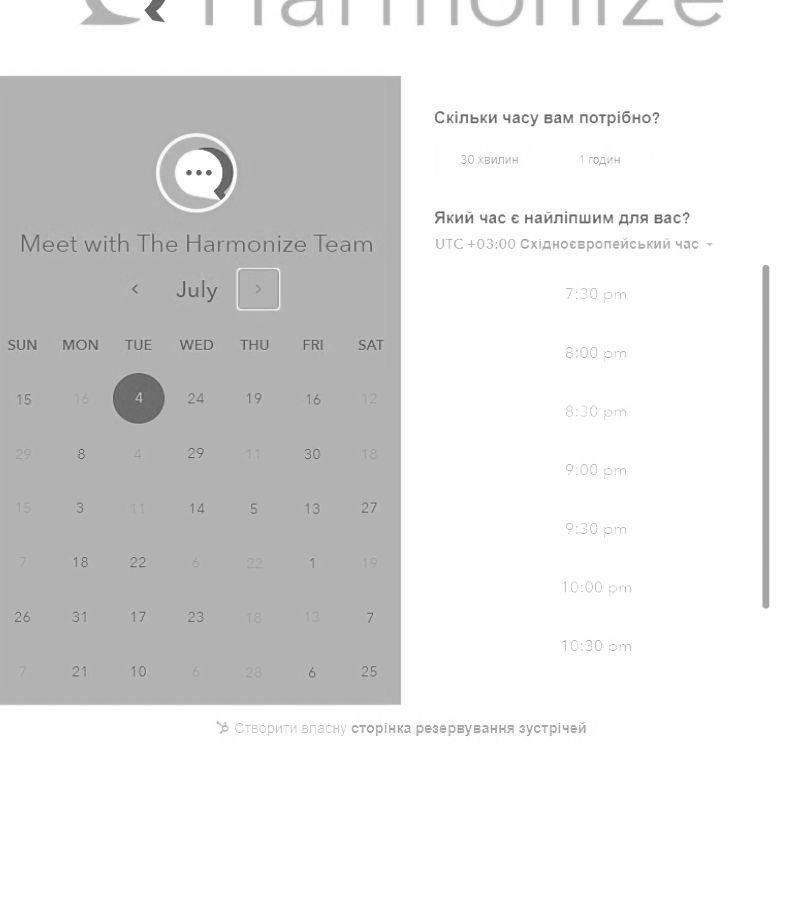 Harmonize
Meet with The Harmonize Team
July
SUN MON TUE WED THU FRI SAT
15 16 4 24 19 16 12
29 8 4 29 11 30 18
15 3 11 14 5 13 27
7 18 22 6 22 1 19
26 31 17 23 18 13 7
7 21 10 6 28 6 25
Скільки часу вам потрібно?
30 хвилин 1 годин
Який час є найліпшим для вас?
UTC +03:00 Східноєвропейський час
7:30 pm
8:00 pm
8:30 pm
9:00 pm
9:30 pm
10:00 pm
10:30 pm
Створити власну сторінка резервування зустрічей